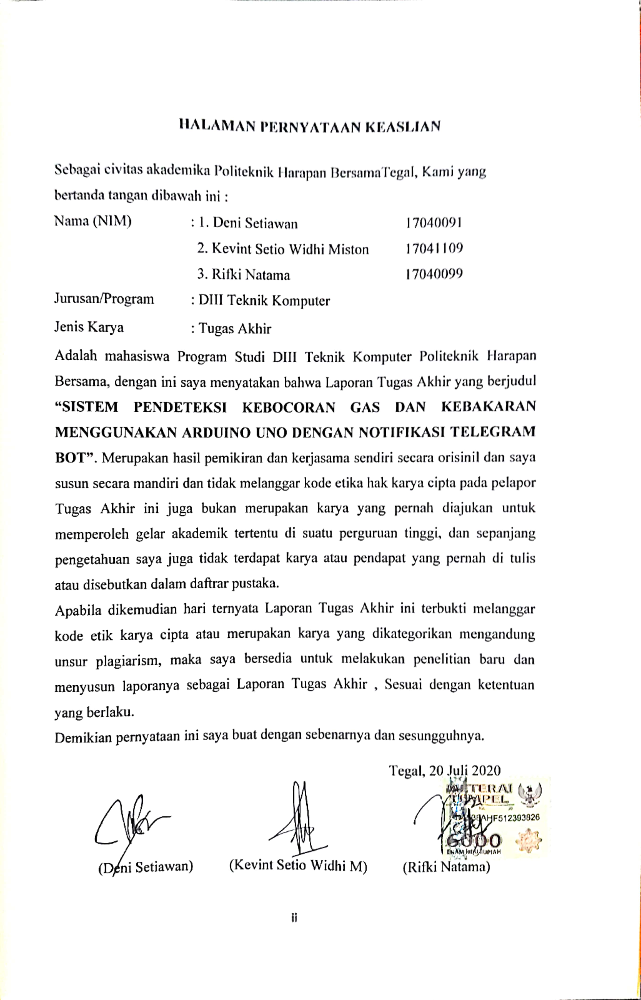 HALAMAN PERNYATAAN KEASLIAN
Sebagai civitas akademika Politeknik Harapan BersamaTegal, Kami yang
bertanda tangan dibawah ini :
Nama (NIM) : 1. Deni Setiawan 17040091
2. Kevint Setio Widhi Miston 17041109
3. Rifki Natama 17040099
Jurusan/Program : DIII Teknik Komputer
Jenis Karya : Tugas Akhir
Adalah mahasiswa Program Studi DIII Teknik Komputer Politeknik Harapan
Bersama, dengan ini saya menyatakan bahwa Laporan Tugas Akhir yang berjudul
“SISTEM PENDETEKSI KEBOCORAN GAS DAN KEBAKARAN
MENGGUNAKAN ARDUINO UNO DENGAN NOTIFIKASI TELEGRAM
BOT”. Merupakan hasil pemikiran dan kerjasama sendiri secara orisinil dan saya
susun secara mandiri dan tidak melanggar kode etika hak karya cipta pada pelapor
Tugas Akhir ini juga bukan merupakan karya yang pernah diajukan untuk
memperoleh gelar akademik tertentu di suatu perguruan tinggi, dan sepanjang
pengetahuan saya juga tidak terdapat karya atau pendapat yang pernah di tulis
atau disebutkan dalam daftrar pustaka.
Apabila dikemudian hari ternyata Laporan Tugas Akhir ini terbukti melanggar
kode etik karya cipta atau merupakan karya yang dikategorikan mengandung
unsur plagiarism, maka saya bersedia untuk melakukan penelitian baru dan
menyusun laporanya sebagai Laporan Tugas Akhir , Sesuai dengan ketentuan
yang berlaku.
Demikian pernyataan ini saya buat dengan sebenarnya dan sesungguhnya.
Tegal, 20 Juli 2020
METERAI
TEMPEL
AHF512393826
6000
ENAM RIBU RUPIAH
(Deni Setiawan) (Kevint Setio Widhi M) (Rifki Natama)
ii